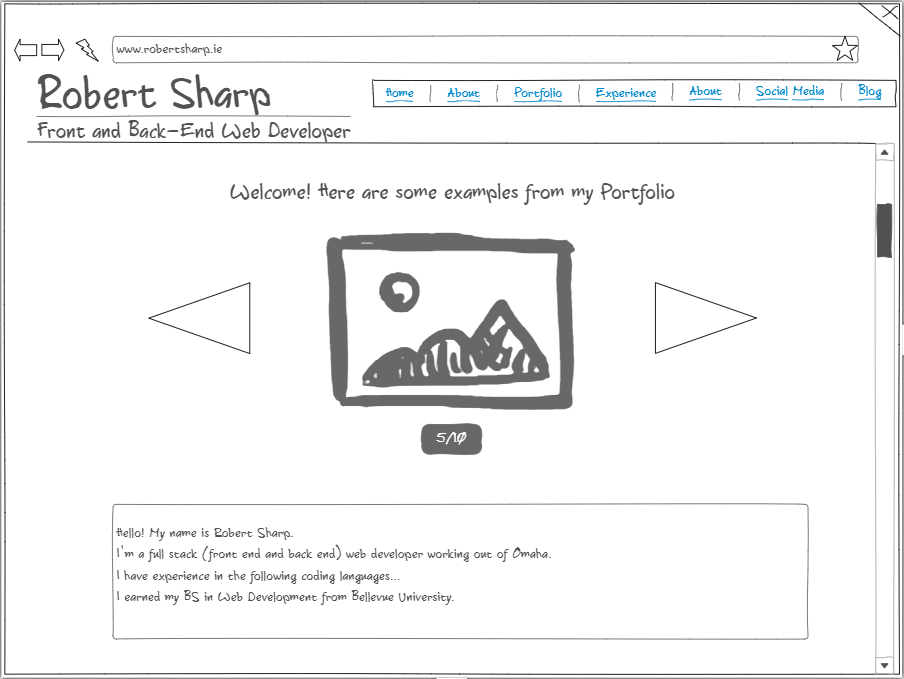 www.robertsharp.ie
Robert Sharp
Front and Back-End Web Developer
Home | About | Portfolio | Experience | About | Social Media | Blog
Welcome! Here are some examples from my Portfolio
5/10
Hello! My name is Robert Sharp.
I'm a full stack (front end and back end) web developer working out of Omaha.
I have experience in the following coding languages...
I earned my BS in Web Development from Bellevue University.